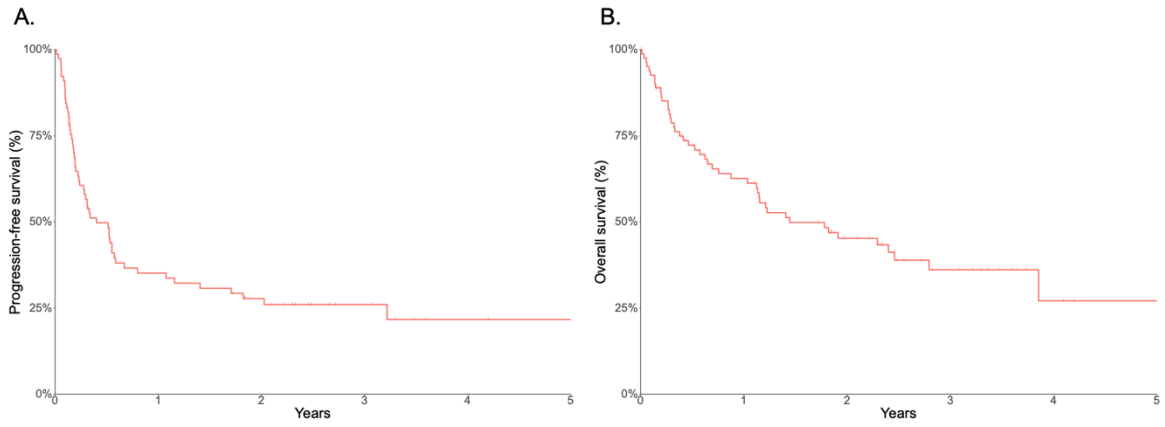 A.
Progression-free survival (%)
100%
75%
50%
25%
0%
0 1 2 3 4 5
Years
B.
Overall survival (%)
100%
75%
50%
25%
0%
0 1 2 3 4 5
Years